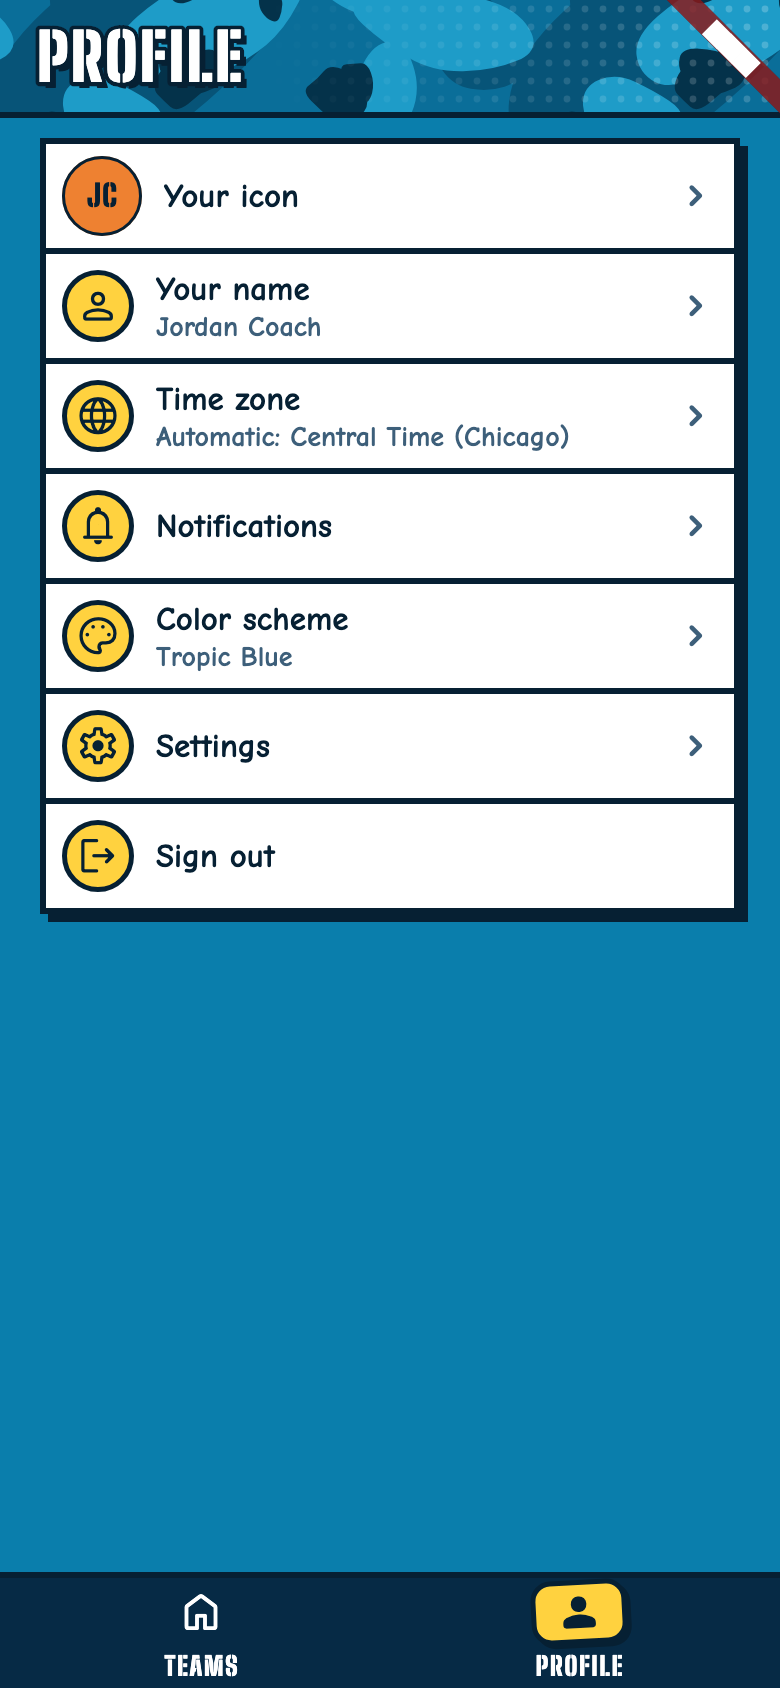 PROFILE
JC
Your icon
Your name
Jordan Coach
Time zone
Automatic: Central Time (Chicago)
Notifications
Color scheme
Tropic Blue
Settings
Sign out
TEAMS
PROFILE